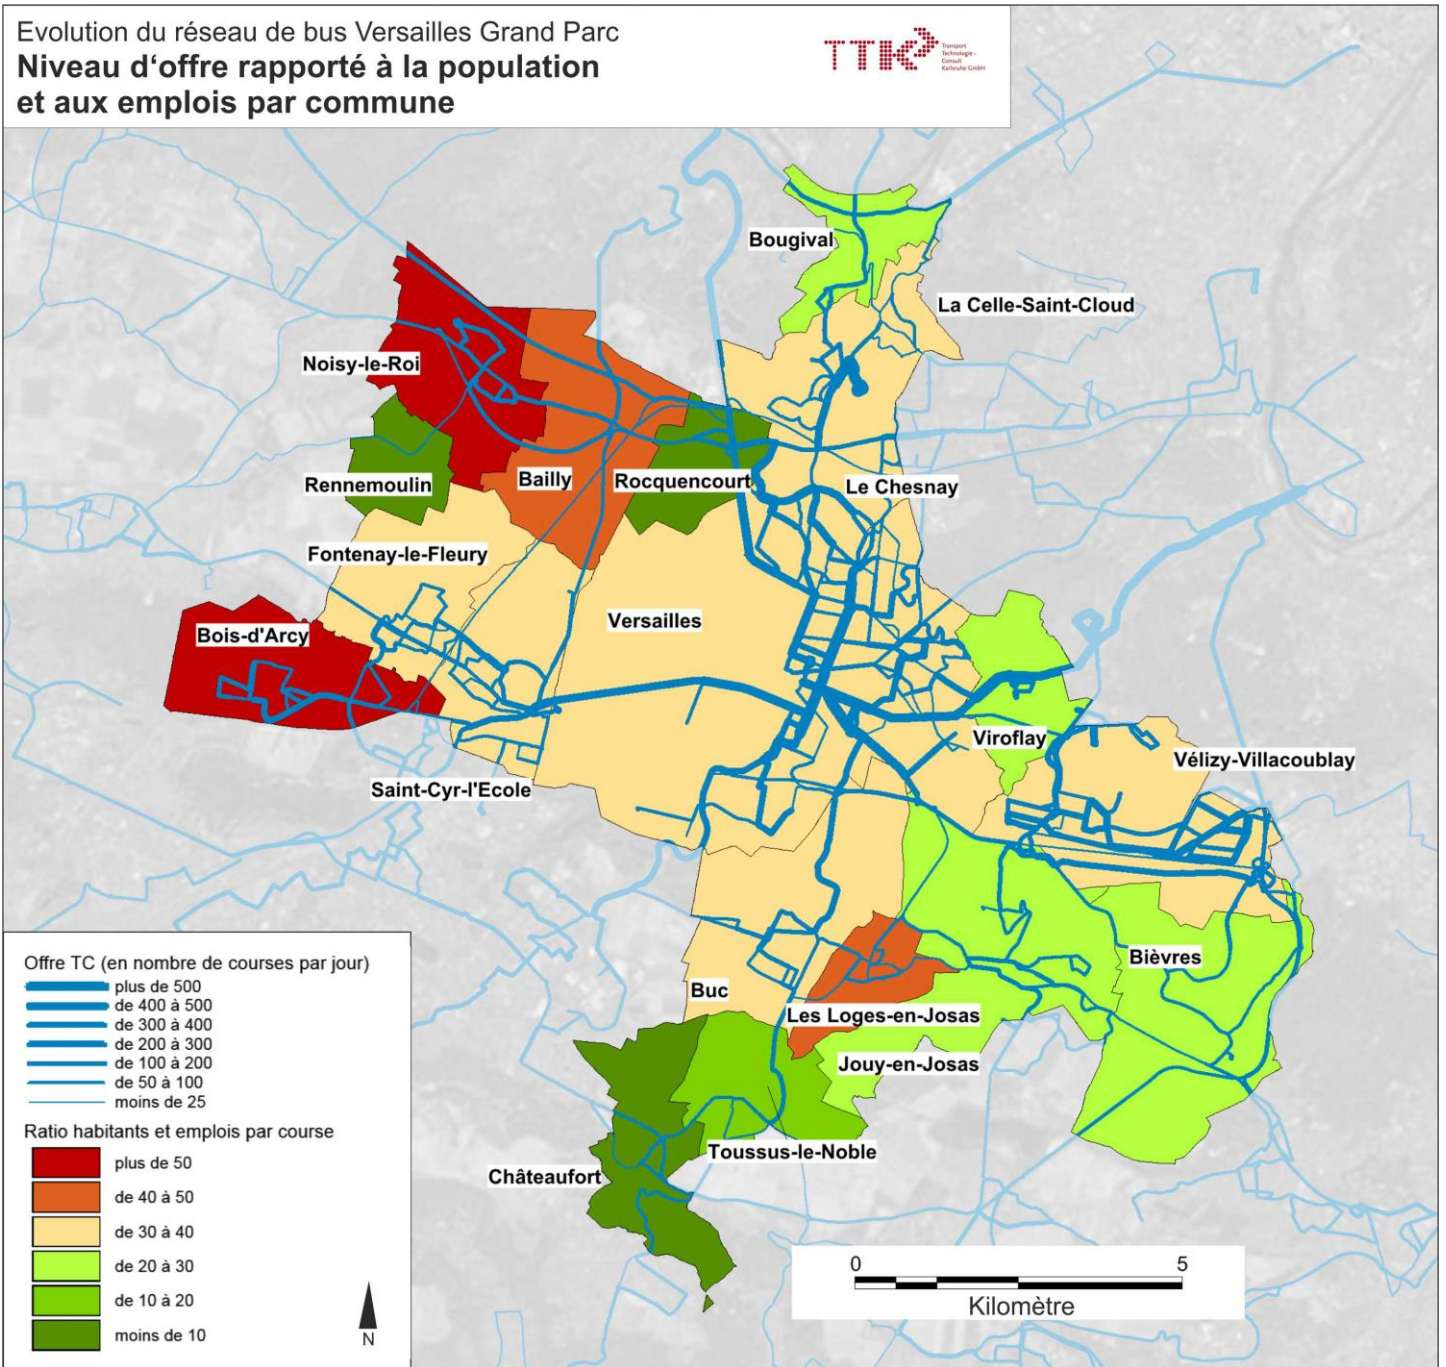 Evolution du réseau de bus Versailles Grand Parc
Niveau d‘offre rapporté à la population
et aux emplois par commune
TTK
Transport
Technologie -
Consult
Karlsruhe GmbH
Bougival
La Celle-Saint-Cloud
Noisy-le-Roi
Rennemoulin
Bailly
Rocquencourt
Le Chesnay
Fontenay-le-Fleury
Versailles
Bois-d'Arcy
Viroflay
Vélizy-Villacoublay
Saint-Cyr-l'Ecole
Bièvres
Buc
Les Loges-en-Josas
Jouy-en-Josas
Toussus-le-Noble
Châteaufort
Offre TC (en nombre de courses par jour)
plus de 500
de 400 à 500
de 300 à 400
de 200 à 300
de 100 à 200
de 50 à 100
moins de 25
Ratio habitants et emplois par course
plus de 50
de 40 à 50
de 30 à 40
de 20 à 30
de 10 à 20
moins de 10
N
0 5
Kilomètre